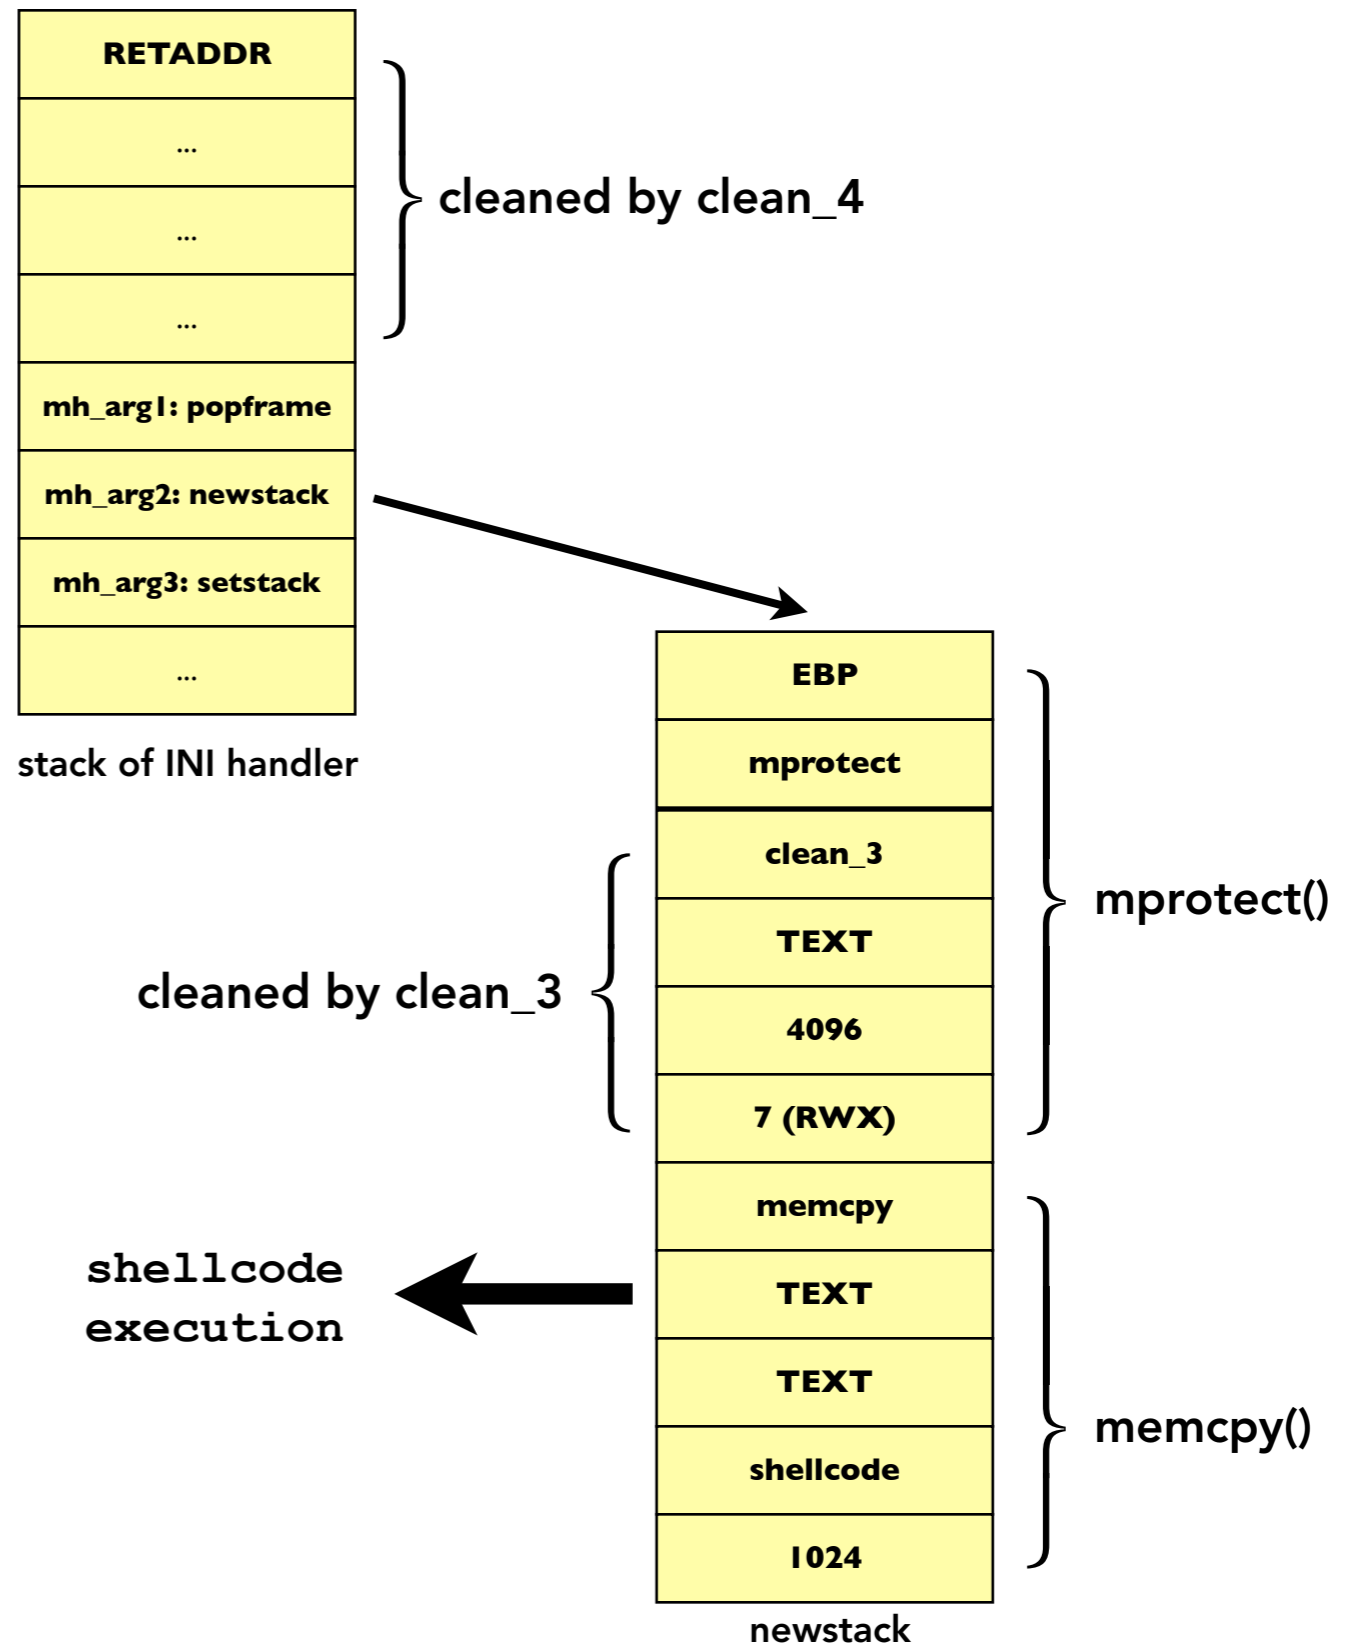 RETADDR
...
...
...
cleaned by clean_4
mh_arg1: popframe
mh_arg2: newstack
mh_arg3: setstack
...
stack of INI handler
EBP
mprotect
clean_3
TEXT
4096
7 (RWX)
mprotect()
cleaned by clean_3
memcpy
TEXT
TEXT
shellcode
1024
memcpy()
shellcode
execution
newstack